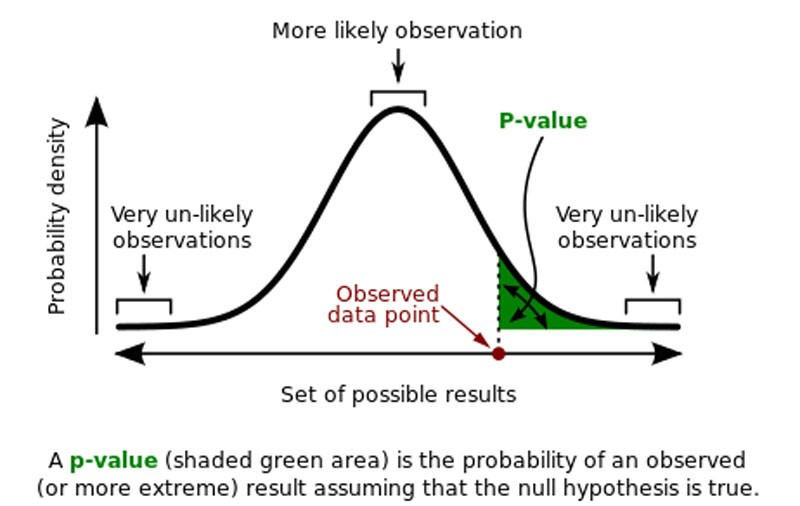 More likely observation
P-value
Probability density
Very un-likely
observations
Very un-likely
observations
Observed
data point
Set of possible results
A p-value (shaded green area) is the probability of an observed
(or more extreme) result assuming that the null hypothesis is true.